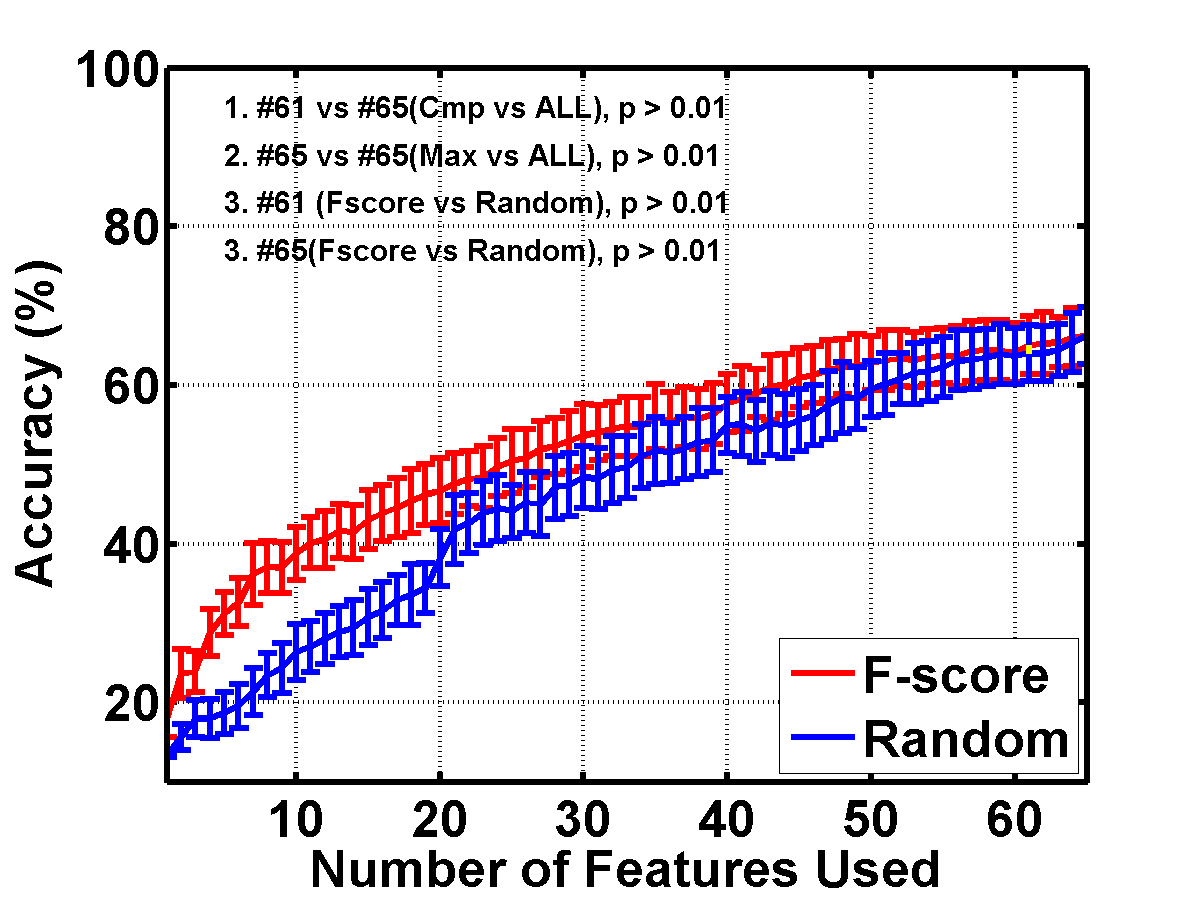 100
1. #61 vs #65(Cmp vs ALL), p > 0.01
2. #65 vs #65(Max vs ALL), p > 0.01
3. #61 (Fscore vs Random), p > 0.01
80
3. #65(Fscore vs Random), p > 0.01
Accuracy (%)
60
40
20
F-score
Random
10 20 30 40 50 60
Number of Features Used